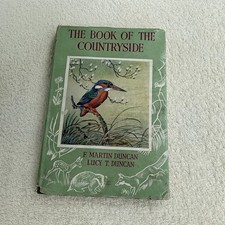 THE BOOK OF THE
COUNTRYSIDE
F. MARTIN DUNCAN
LUCY T. DUNCAN